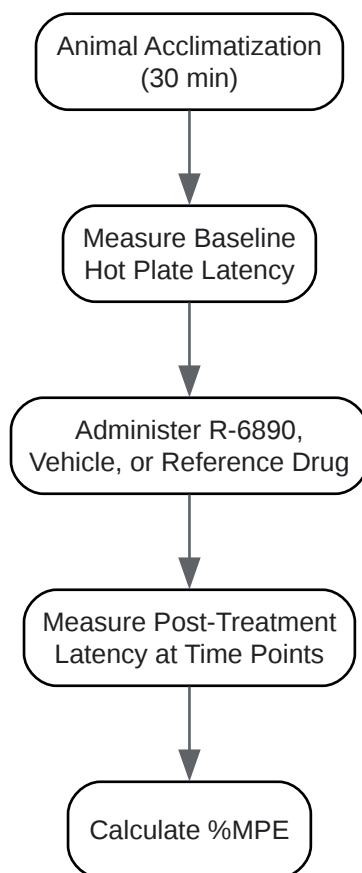 Animal Acclimatization
(30 min)
Measure Baseline
Hot Plate Latency
Administer R-6890,
Vehicle, or Reference Drug
Measure Post-Treatment
Latency at Time Points
Calculate %MPE